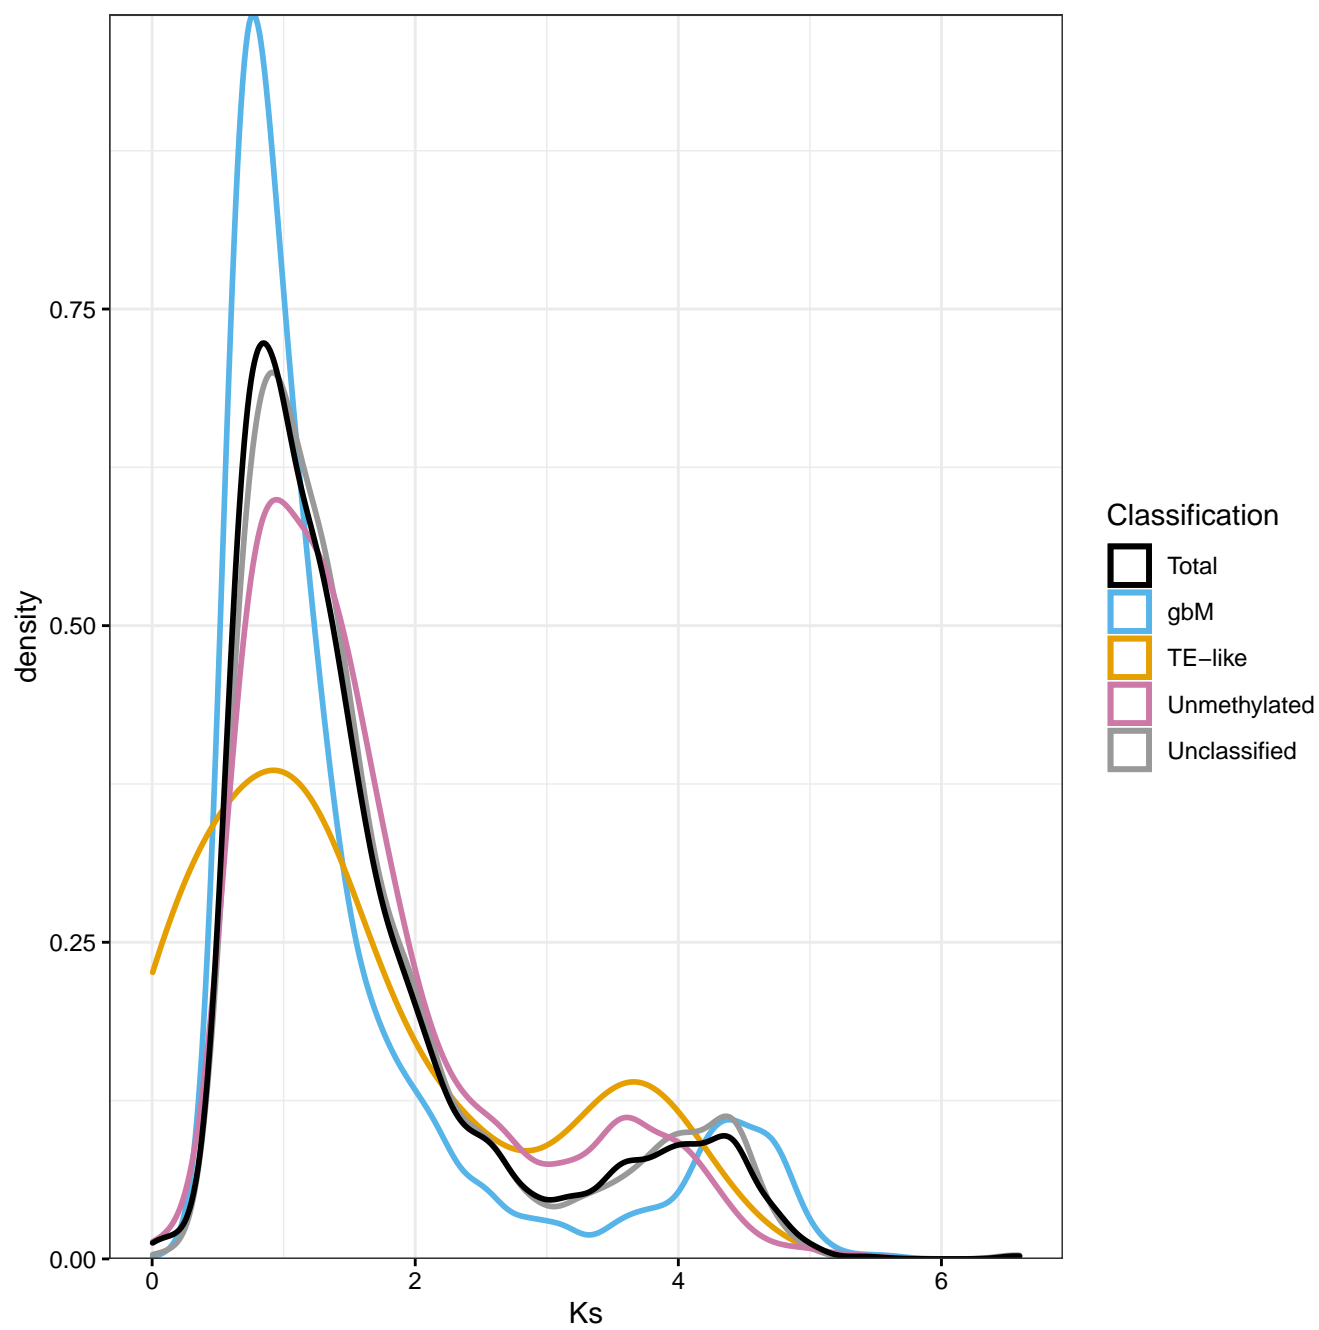 0.75
0.50
0.25
0.00
density
0 2 4 6
Ks
Classification
Total
gbM
TE−like
Unmethylated
Unclassified